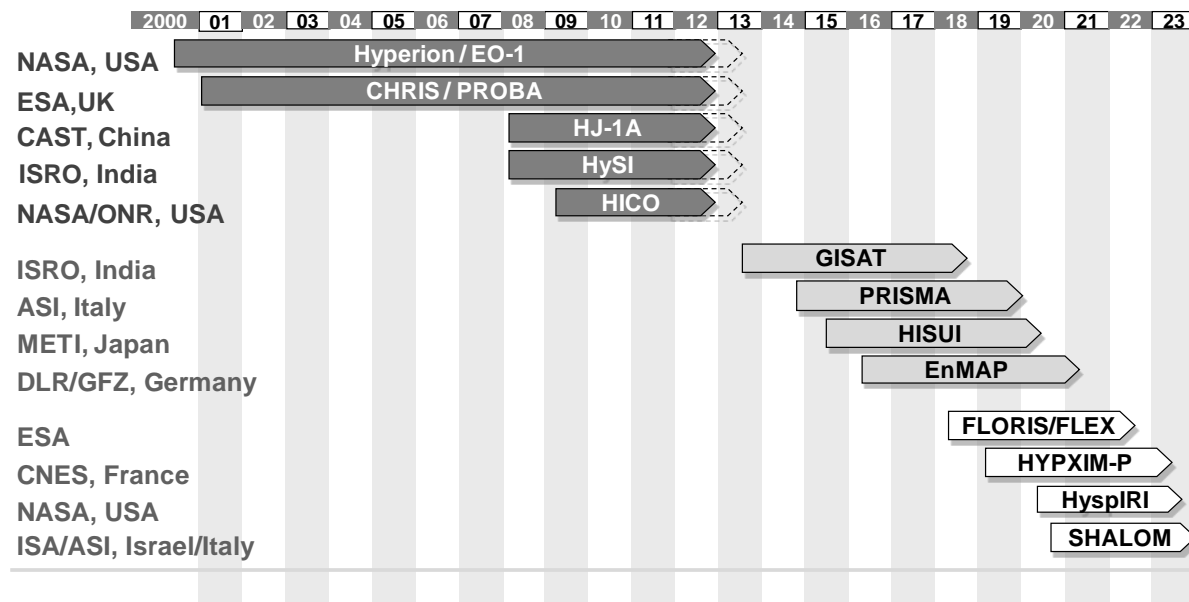 2000 01 02 03 04 05 06 07 08 09 10 11 12 13 14 15 16 17 18 19 20 21 22 23
NASA, USA Hyperion / EO-1
ESA,UK CHRIS / PROBA
CAST, China HJ-1A
ISRO, India HySI
NASA/ONR, USA HICO
ISRO, India GISAT
ASI, Italy PRISMA
METI, Japan HISUI
DLR/GFZ, Germany EnMAP
ESA FLORIS/FLEX
CNES, France HYPXIM-P
NASA, USA HyspIRI
ISA/ASI, Israel/Italy SHALOM